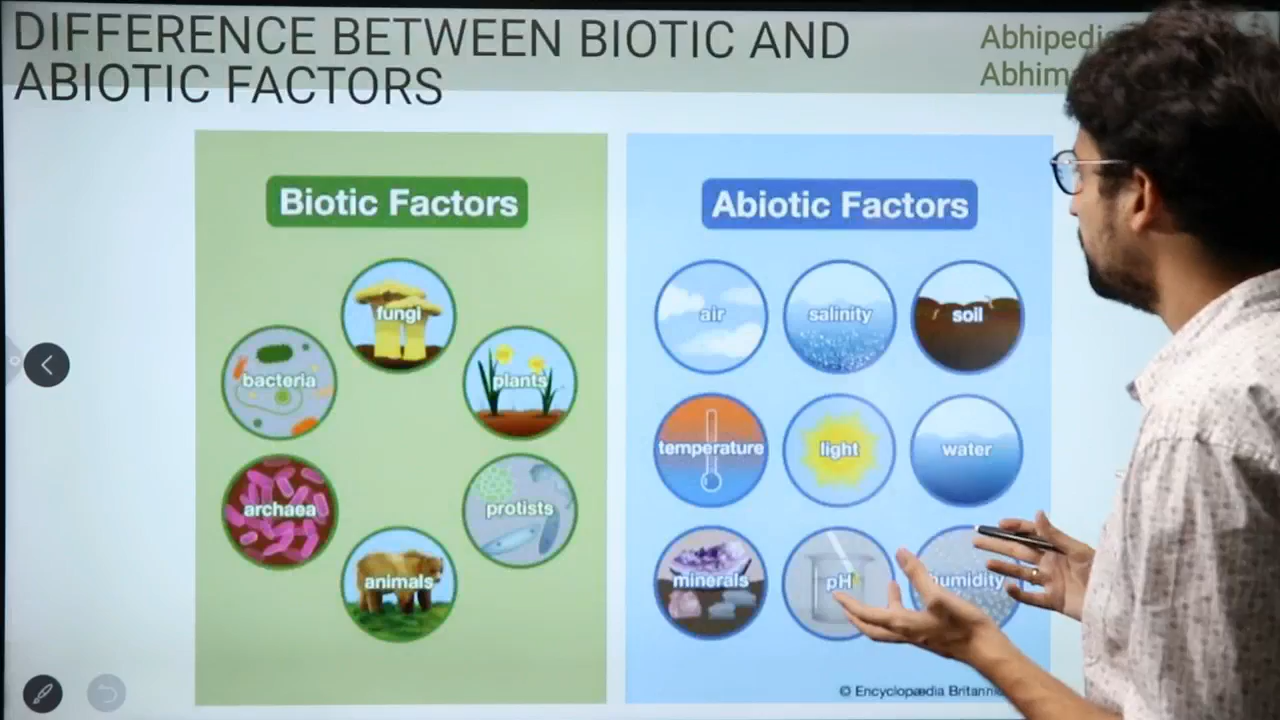 DIFFERENCE BETWEEN BIOTIC AND
ABIOTIC FACTORS
Biotic Factors
fungi
bacteria
plants
archaea
protists
animals
Abiotic Factors
air
salinity
soil
temperature
light
water
minerals
pH
humidity
© Encyclopædia